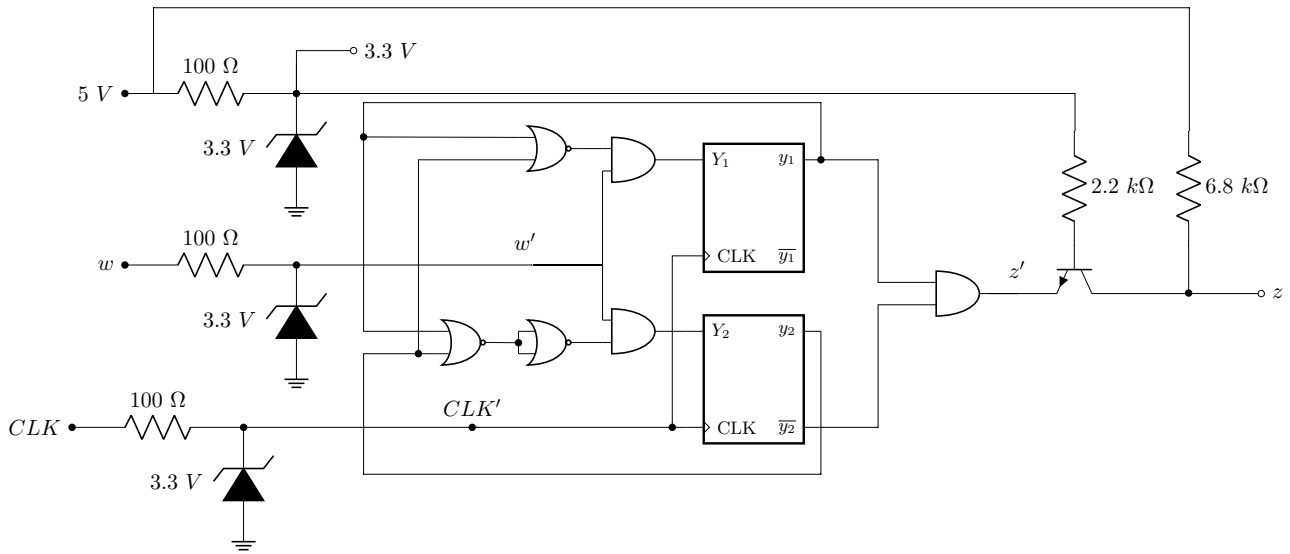 3.3 V
100 Ω
5 V
3.3 V
2.2 kΩ
6.8 kΩ
Y₁
y₁
CLK
y₁̅
100 Ω
w
w′
3.3 V
z′
z
Y₂
y₂
CLK
y₂̅
100 Ω
CLK
CLK′
3.3 V